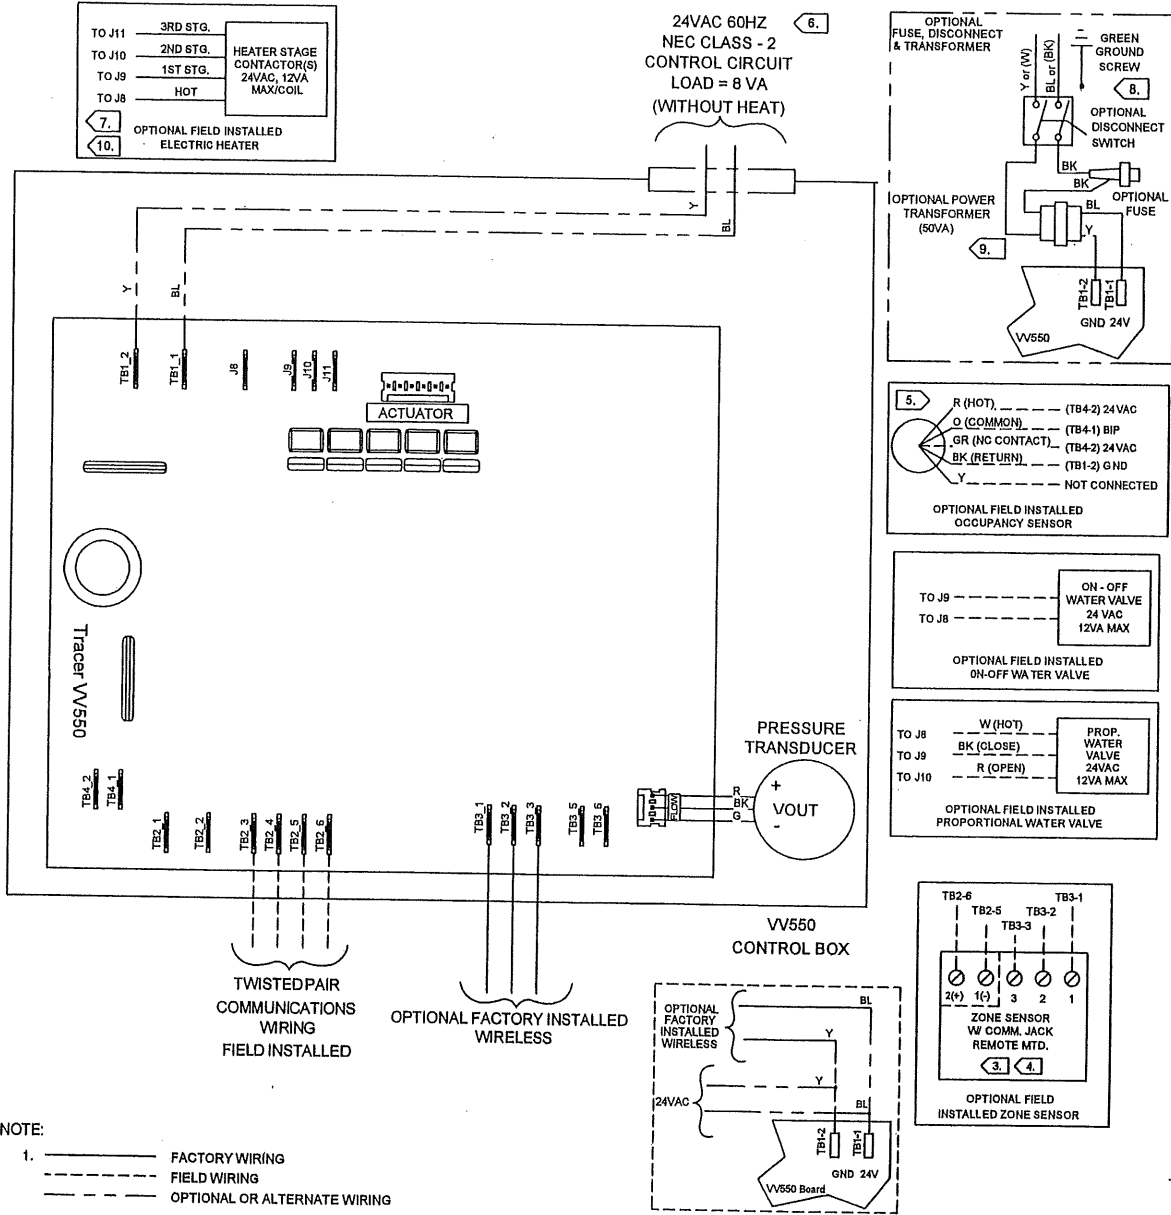 TO J11
3RD STG.
TO J10
2ND STG.
TO J9
1ST STG.
TO J8
HOT
HEATER STAGE
CONTACTOR(S)
24VAC, 12VA
MAX/COIL
7.
10.
OPTIONAL FIELD INSTALLED
ELECTRIC HEATER
24VAC 60HZ
6.
NEC CLASS - 2
CONTROL CIRCUIT
LOAD = 8 VA
(WITHOUT HEAT)
Y
BL
Y
BL
OPTIONAL
FUSE, DISCONNECT
& TRANSFORMER
Y or (W)
BL or (BK)
GREEN
GROUND
SCREW
8.
OPTIONAL
DISCONNECT
SWITCH
BK
BK
OPTIONAL
FUSE
OPTIONAL POWER
TRANSFORMER
(50VA)
9.
BL
Y
TB1-2
TB1-1
GND 24V
VV550
TB1_2
TB1_1
J8
J9
J10
J11
ACTUATOR
5.
R (HOT)
(TB4-2) 24VAC
O (COMMON)
(TB4-1) BIP
GR (NC CONTACT)
(TB4-2) 24VAC
BK (RETURN)
(TB1-2) GND
Y
NOT CONNECTED
OPTIONAL FIELD INSTALLED
OCCUPANCY SENSOR
TO J9
TO J8
ON - OFF
WATER VALVE
24 VAC
12VA MAX
OPTIONAL FIELD INSTALLED
ON-OFF WATER VALVE
TO J8
W (HOT)
TO J9
BK (CLOSE)
TO J10
R (OPEN)
PROP.
WATER
VALVE
24VAC
12VA MAX
OPTIONAL FIELD INSTALLED
PROPORTIONAL WATER VALVE
Tracer VV550
TB4_2
TB4_1
TB2_1
TB2_2
TB2_3
TB2_4
TB2_5
TB2_6
TB3_1
TB3_2
TB3_3
TB3_5
TB3_6
FLOW
R
BK
G
PRESSURE
TRANSDUCER
+
VOUT
-
VV550
CONTROL BOX
TWISTED PAIR
COMMUNICATIONS
WIRING
FIELD INSTALLED
OPTIONAL FACTORY INSTALLED
WIRELESS
OPTIONAL
FACTORY
INSTALLED
WIRELESS
BL
Y
24VAC
Y
BL
TB1-2
TB1-1
GND 24V
VV550 Board
TB2-6
TB2-5
TB3-3
TB3-2
TB3-1
2(+)
1(-)
3
2
1
ZONE SENSOR
W/ COMM. JACK
REMOTE MTD.
3.
4.
OPTIONAL FIELD
INSTALLED ZONE SENSOR
NOTE:
1.
FACTORY WIRING
FIELD WIRING
OPTIONAL OR ALTERNATE WIRING